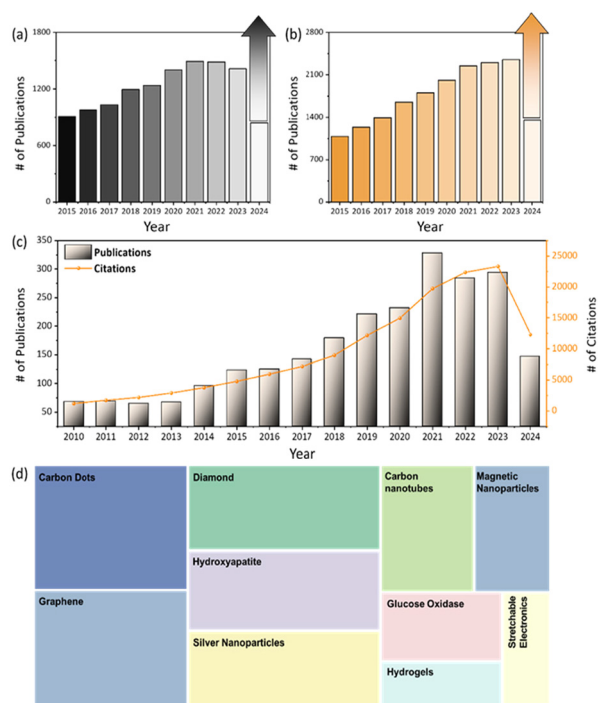 (a)
1800
1200
600
0
# of Publications
2015 2016 2017 2018 2019 2020 2021 2022 2023 2024
Year
(b)
2800
2100
1400
700
0
# of Publications
2015 2016 2017 2018 2019 2020 2021 2022 2023 2024
Year
(c)
350
300
250
200
150
100
50
# of Publications
Publications
Citations
25000
20000
15000
10000
5000
0
# of Citations
2010 2011 2012 2013 2014 2015 2016 2017 2018 2019 2020 2021 2022 2023 2024
Year
(d)
Carbon Dots
Diamond
Carbon
nanotubes
Magnetic
Nanoparticles
Hydroxyapatite
Graphene
Glucose Oxidase
Stretchable
Electronics
Silver Nanoparticles
Hydrogels